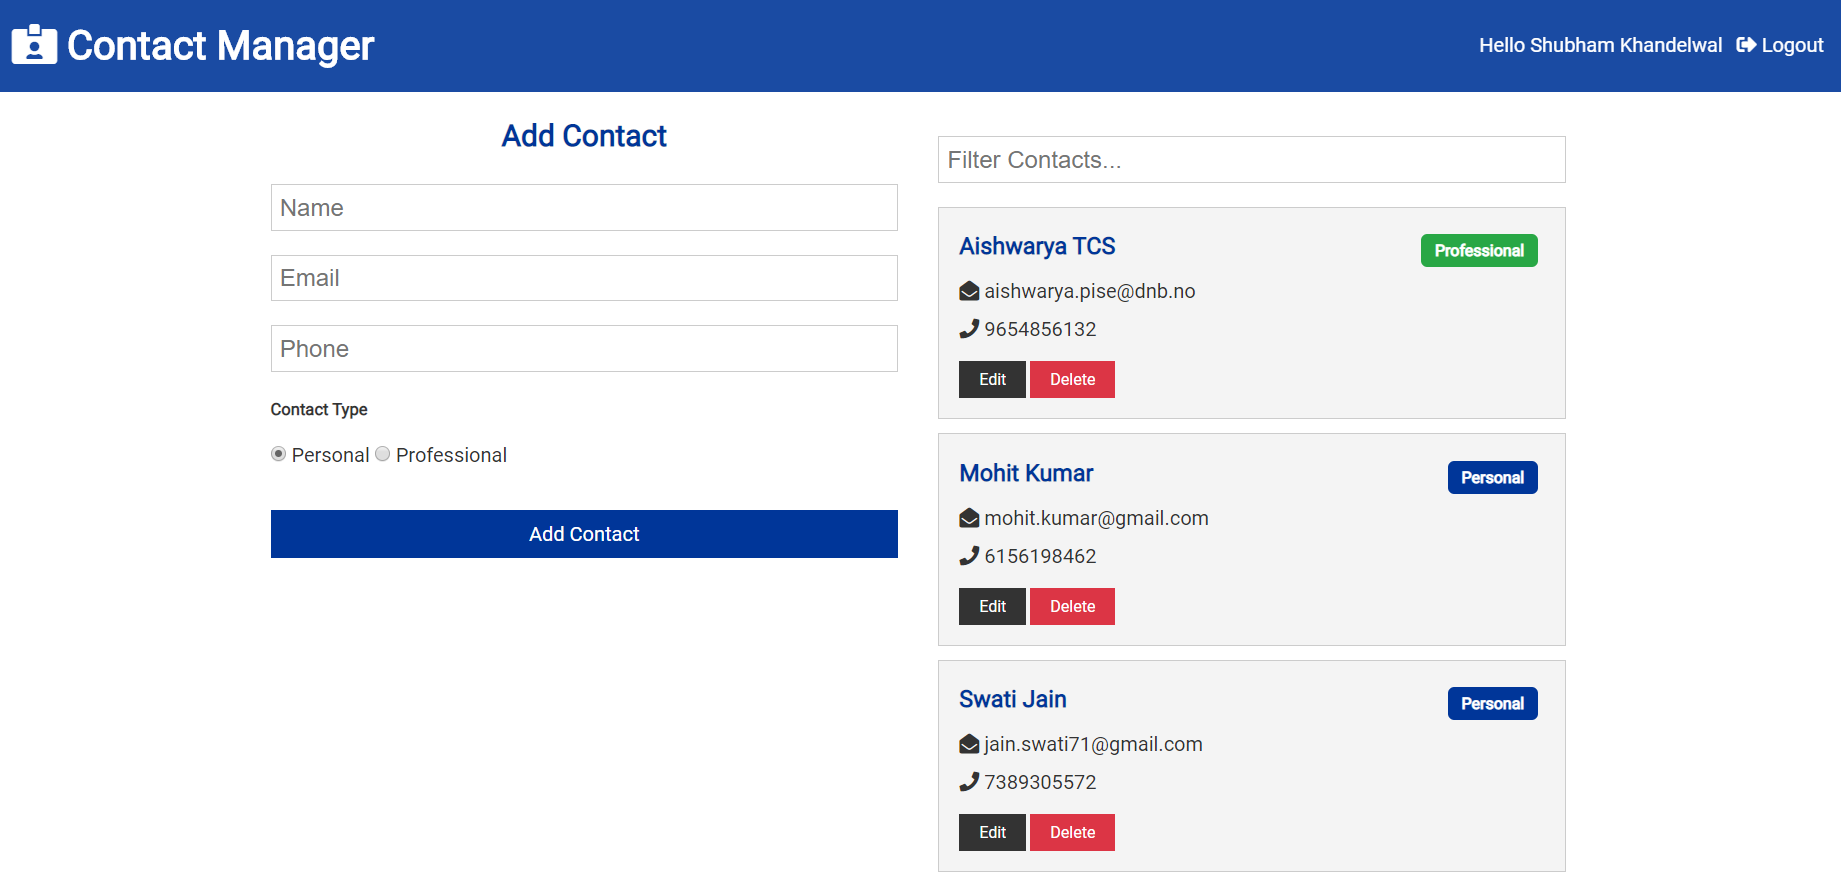 Contact Manager
Hello Shubham Khandelwal Logout
Add Contact
Name
Email
Phone
Contact Type
Personal Professional
Add Contact
Filter Contacts...
Aishwarya TCS
Professional
aishwarya.pise@dnb.no
9654856132
Edit Delete
Mohit Kumar
Personal
mohit.kumar@gmail.com
6156198462
Edit Delete
Swati Jain
Personal
jain.swati71@gmail.com
7389305572
Edit Delete